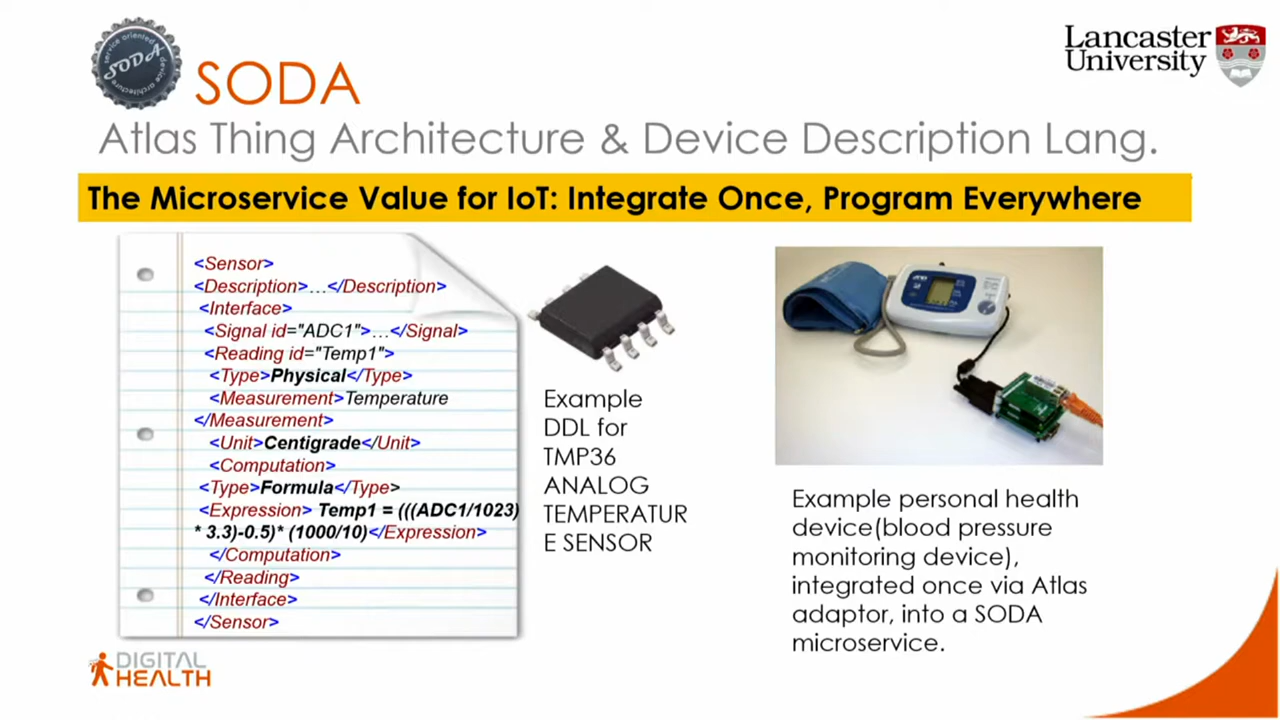 service oriented
SODA
device architecture
SODA
Lancaster
University
Atlas Thing Architecture & Device Description Lang.
The Microservice Value for IoT: Integrate Once, Program Everywhere
<Sensor>
<Description>…</Description>
<Interface>
<Signal id="ADC1">…</Signal>
<Reading id="Temp1">
<Type>Physical</Type>
<Measurement>Temperature
</Measurement>
<Unit>Centigrade</Unit>
<Computation>
<Type>Formula</Type>
<Expression> Temp1 = (((ADC1/1023)
* 3.3)-0.5)* (1000/10)</Expression>
</Computation>
</Reading>
</Interface>
</Sensor>
Example
DDL for
TMP36
ANALOG
TEMPERATUR
E SENSOR
Example personal health
device(blood pressure
monitoring device),
integrated once via Atlas
adaptor, into a SODA
microservice.
DIGITAL
HEALTH